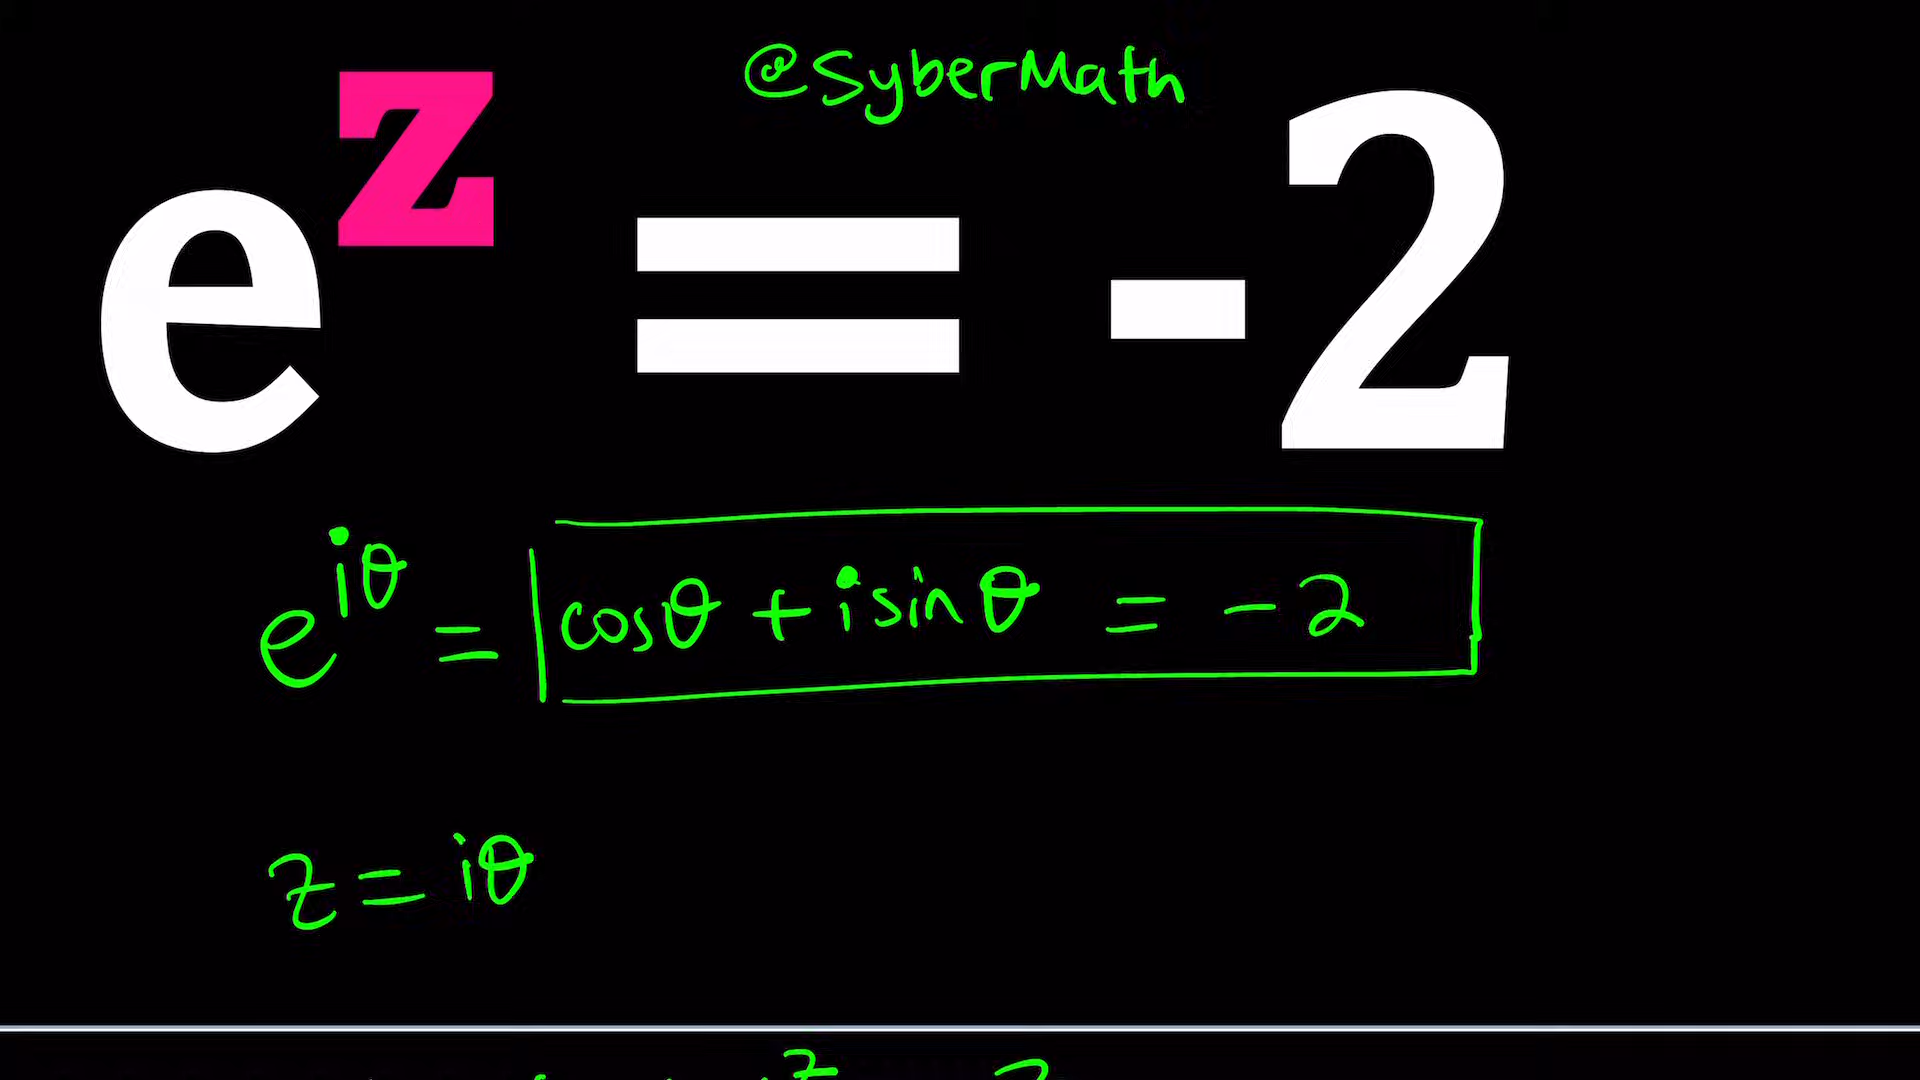 @SyberMath
e^z = -2
e^iθ = cosθ + i sinθ = -2
z = iθ